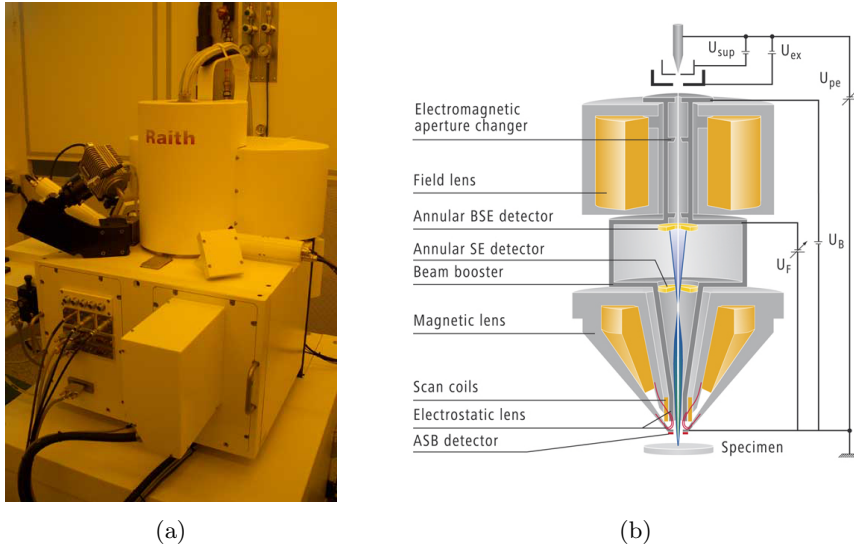 Raith
U_sup
U_ex
U_pe
Electromagnetic
aperture changer
Field lens
Annular BSE detector
Annular SE detector
Beam booster
U_F
U_B
Magnetic lens
Scan coils
Electrostatic lens
ASB detector
Specimen
(a)
(b)